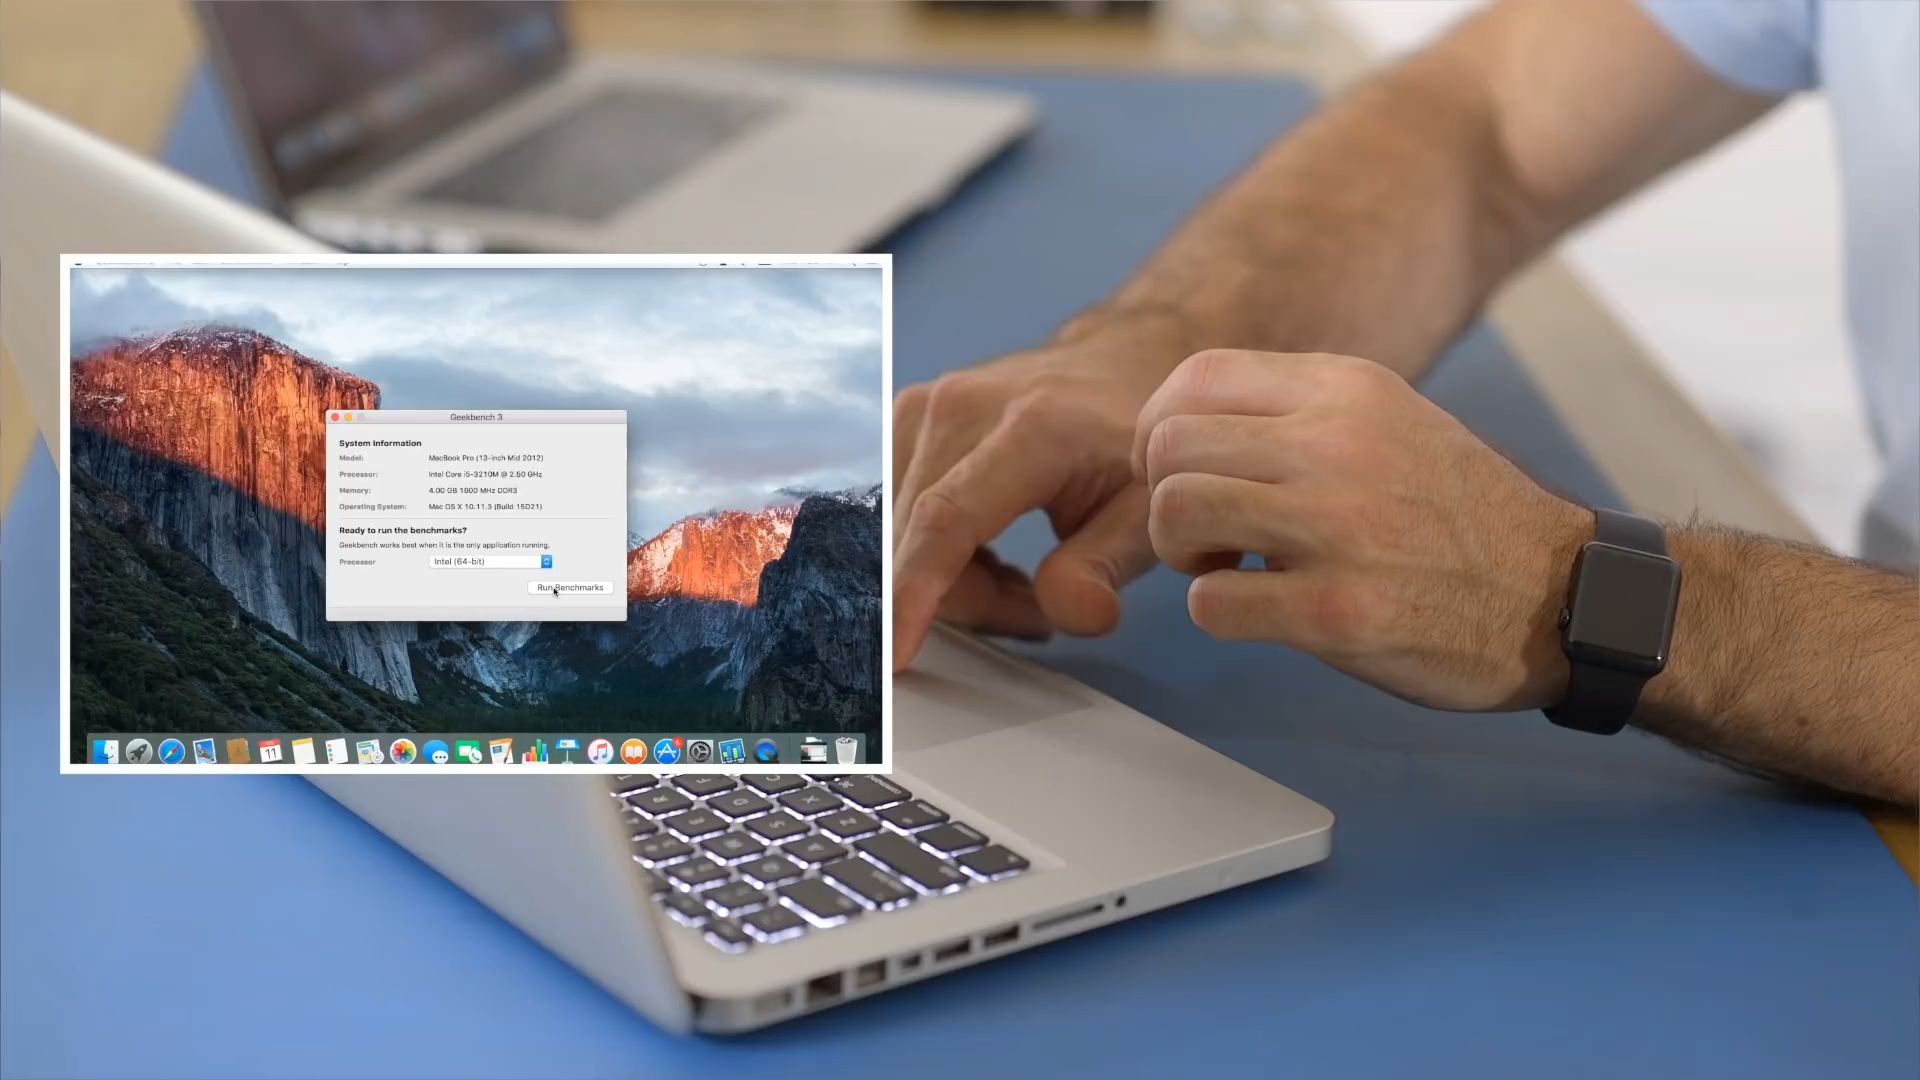 Geekbench 3
System Information
Model: MacBook Pro (13-inch Mid 2012)
Processor: Intel Core i5-3210M @ 2.50 GHz
Memory: 4.00 GB 1600 MHz DDR3
Operating System: Mac OS X 10.11.3 (Build 15D21)
Ready to run the benchmarks?
Geekbench works best when it is the only application running.
Processor Intel (64-bit)
Run Benchmarks
11